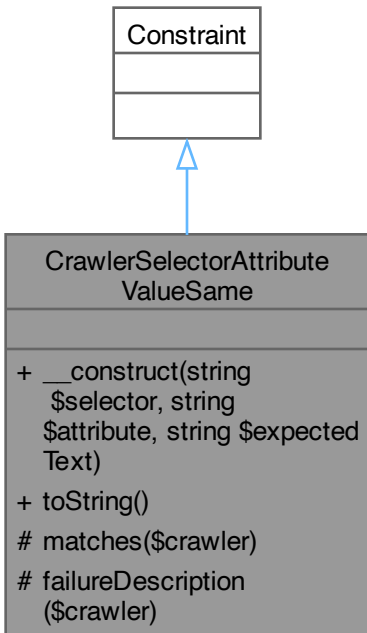 Constraint
CrawlerSelectorAttribute
ValueSame
+ __construct(string
$selector, string
$attribute, string $expected
Text)
+ toString()
# matches($crawler)
# failureDescription
($crawler)